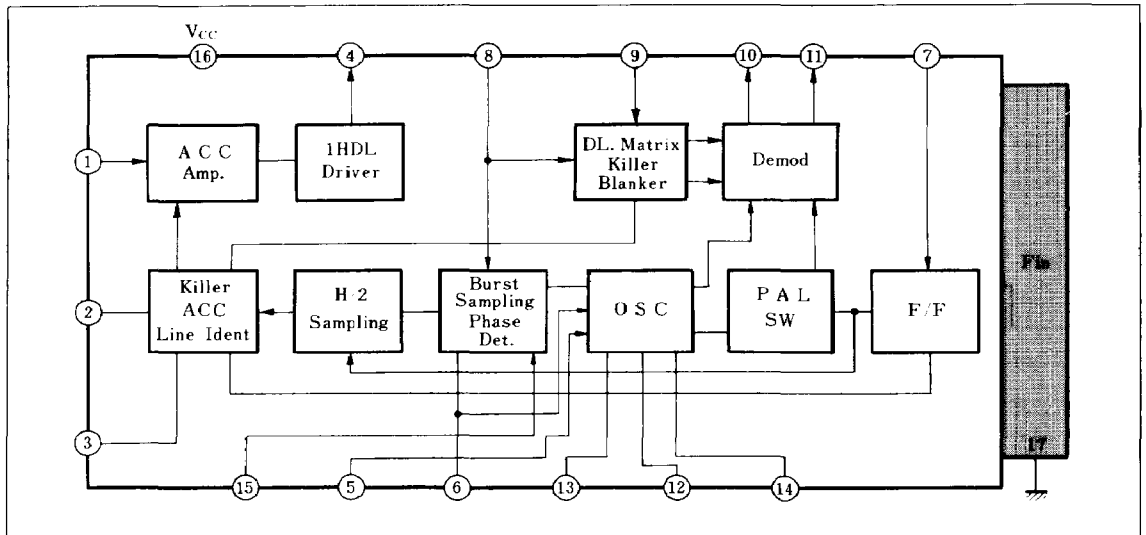 VCC
16
4
8
9
10
11
7
1
A C C
Amp.
1HDL
Driver
DL. Matrix
Killer
Blanker
Demod
2
Killer
ACC
Line Ident
H/2
Sampling
Burst
Sampling
Phase
Det.
O S C
P A L
SW
F/F
Fin
3
15
5
6
13
12
14
17